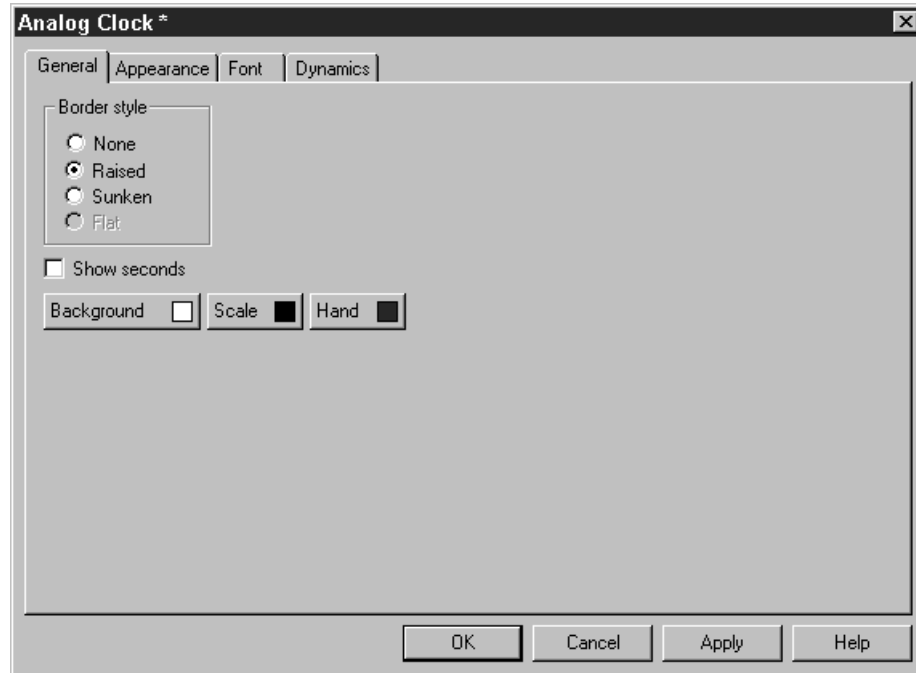 Analog Clock *
General Appearance Font Dynamics
Border style
None
Raised
Sunken
Flat
Show seconds
Background Scale Hand
OK Cancel Apply Help